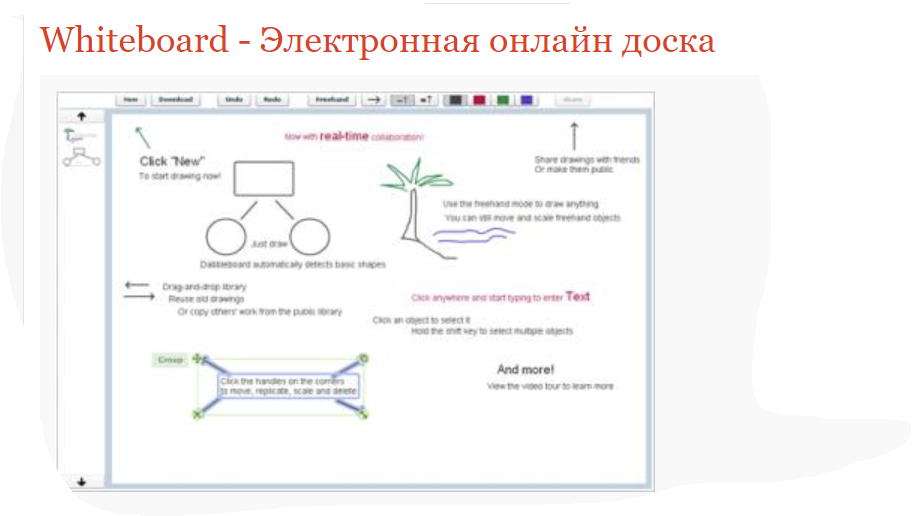 Whiteboard - Электронная онлайн доска
New Download Undo Redo Freehand Share
Now with real-time collaboration!
Click "New"
To start drawing now!
Share drawings with friends
Or make them public
Use the freehand mode to draw anything
You can still move and scale freehand objects
Just draw
Dabbleboard automatically detects basic shapes
Drag-and-drop library
Reuse old drawings
Or copy others' work from the public library
Click anywhere and start typing to enter Text
Click an object to select it
Hold the shift key to select multiple objects
Group
Click the handles on the corners
to move, replicate, scale and delete
And more!
View the video tour to learn more